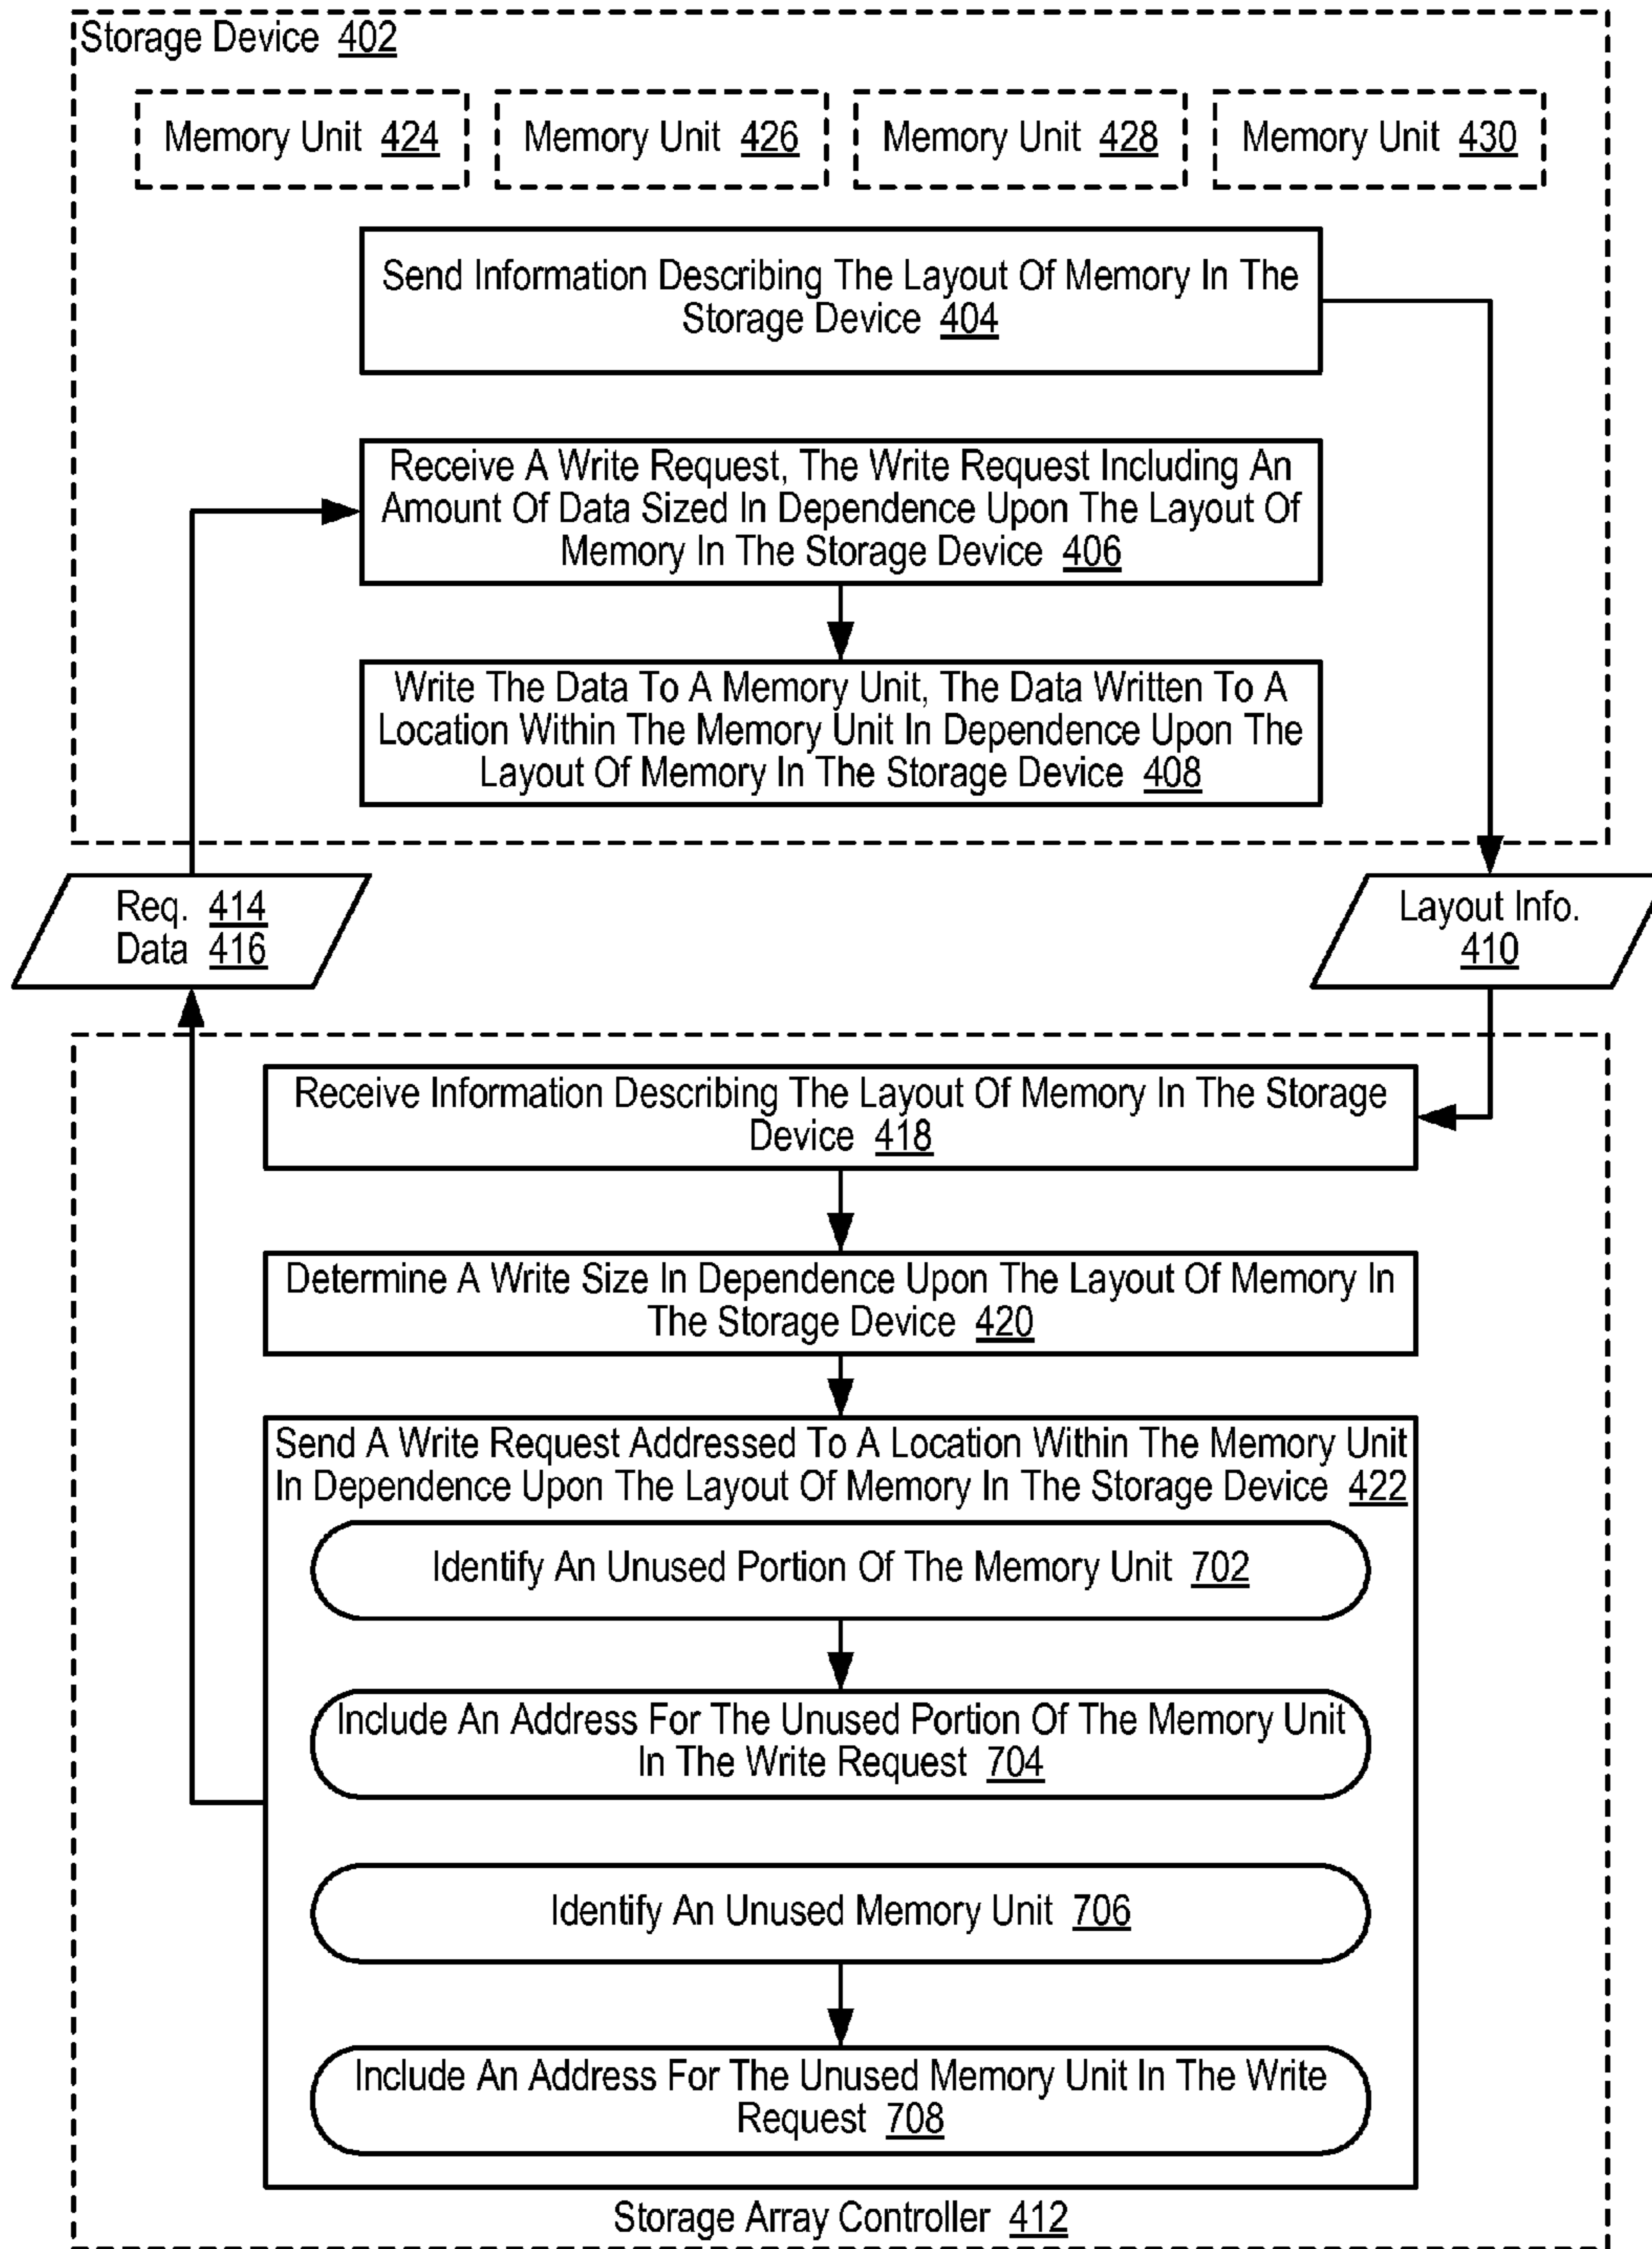 Storage Device 402
Memory Unit 424
Memory Unit 426
Memory Unit 428
Memory Unit 430
Send Information Describing The Layout Of Memory In The
Storage Device 404
Receive A Write Request, The Write Request Including An
Amount Of Data Sized In Dependence Upon The Layout Of
Memory In The Storage Device 406
Write The Data To A Memory Unit, The Data Written To A
Location Within The Memory Unit In Dependence Upon The
Layout Of Memory In The Storage Device 408
Req. 414
Data 416
Layout Info.
410
Receive Information Describing The Layout Of Memory In The Storage
Device 418
Determine A Write Size In Dependence Upon The Layout Of Memory In
The Storage Device 420
Send A Write Request Addressed To A Location Within The Memory Unit
In Dependence Upon The Layout Of Memory In The Storage Device 422
Identify An Unused Portion Of The Memory Unit 702
Include An Address For The Unused Portion Of The Memory Unit
In The Write Request 704
Identify An Unused Memory Unit 706
Include An Address For The Unused Memory Unit In The Write
Request 708
Storage Array Controller 412